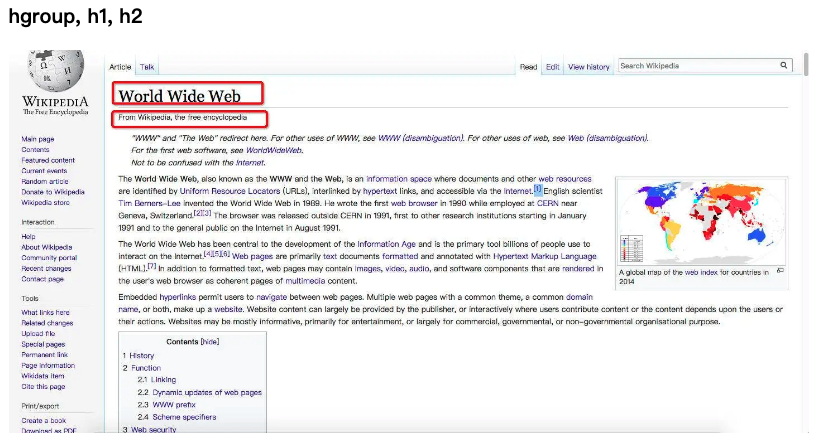 hgroup, h1, h2
WIKIPEDIA
The Free Encyclopedia
Main page
Contents
Featured content
Current events
Random article
Donate to Wikipedia
Wikipedia store
Interaction
Help
About Wikipedia
Community portal
Recent changes
Contact page
Tools
What links here
Related changes
Upload file
Special pages
Permanent link
Page information
Wikidata item
Cite this page
Print/export
Create a book
Download as PDF
Article Talk
Read Edit View history Search Wikipedia
World Wide Web
From Wikipedia, the free encyclopedia
"WWW" and "The Web" redirect here. For other uses of WWW, see WWW (disambiguation). For other uses of web, see Web (disambiguation).
For the first web software, see WorldWideWeb.
Not to be confused with the Internet.
The World Wide Web, also known as the WWW and the Web, is an information space where documents and other web resources
are identified by Uniform Resource Locators (URLs), interlinked by hypertext links, and accessible via the Internet.[1] English scientist
Tim Berners-Lee invented the World Wide Web in 1989. He wrote the first web browser in 1990 while employed at CERN near
Geneva, Switzerland.[2][3] The browser was released outside CERN in 1991, first to other research institutions starting in January
1991 and to the general public on the Internet in August 1991.
The World Wide Web has been central to the development of the Information Age and is the primary tool billions of people use to
interact on the Internet.[4][5][6] Web pages are primarily text documents formatted and annotated with Hypertext Markup Language
(HTML).[7] In addition to formatted text, web pages may contain images, video, audio, and software components that are rendered in
the user's web browser as coherent pages of multimedia content.
A global map of the web index for countries in
2014
Embedded hyperlinks permit users to navigate between web pages. Multiple web pages with a common theme, a common domain
name, or both, make up a website. Website content can largely be provided by the publisher, or interactively where users contribute content or the content depends upon the users or
their actions. Websites may be mostly informative, primarily for entertainment, or largely for commercial, governmental, or non-governmental organisational purpose.
Contents [hide]
1 History
2 Function
2.1 Linking
2.2 Dynamic updates of web pages
2.3 WWW prefix
2.4 Scheme specifiers
3 Web security